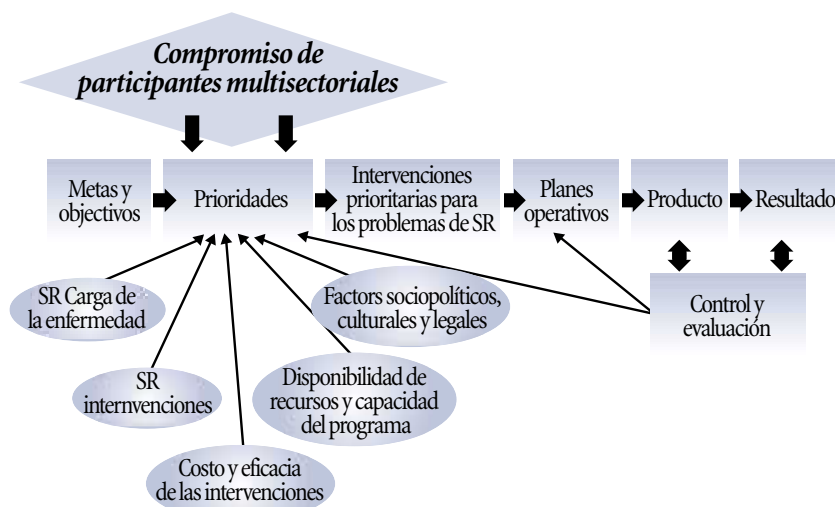 Compromiso de
participantes multisectoriales
Metas y
objectivos
Prioridades
Intervenciones
prioritarias para
los problemas de SR
Planes
operativos
Producto
Resultado
SR Carga de
la enfermedad
Factors sociopolíticos,
culturales y legales
Control y
evaluación
SR
internvenciones
Disponibilidad de
recursos y capacidad
del programa
Costo y eficacia
de las intervenciones